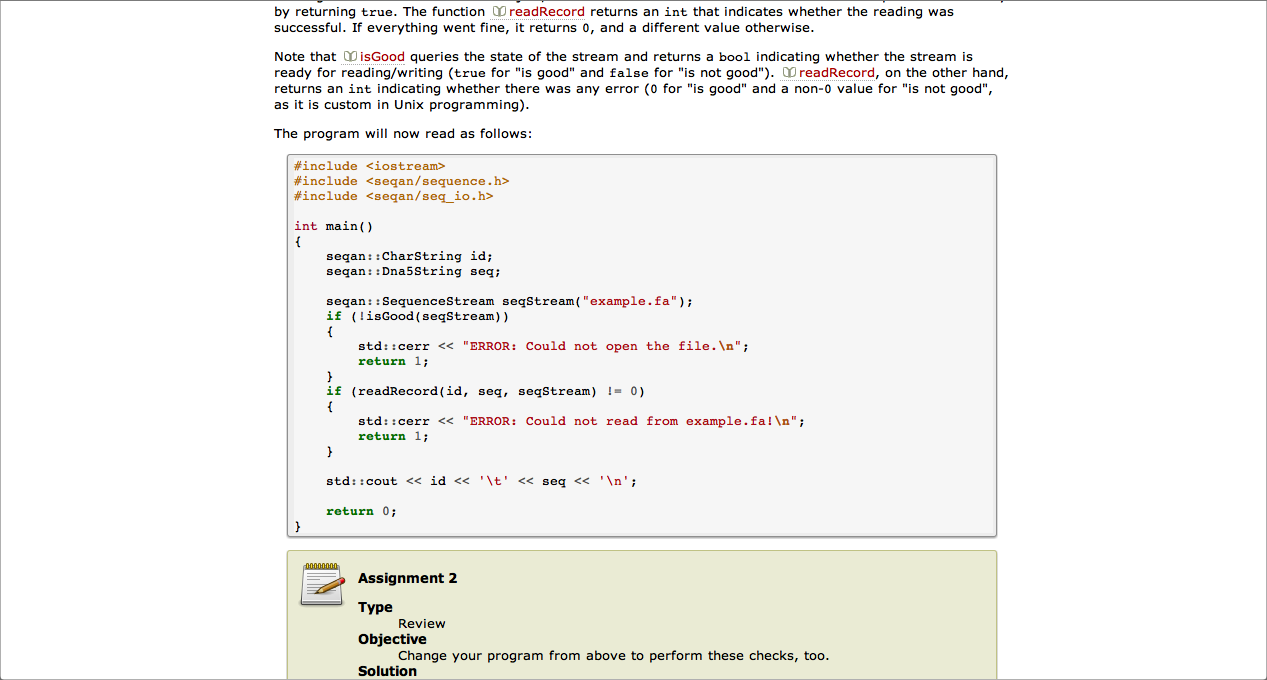 by returning true. The function readRecord returns an int that indicates whether the reading was
successful. If everything went fine, it returns 0, and a different value otherwise.
Note that isGood queries the state of the stream and returns a bool indicating whether the stream is
ready for reading/writing (true for "is good" and false for "is not good"). readRecord, on the other hand,
returns an int indicating whether there was any error (0 for "is good" and a non-0 value for "is not good",
as it is custom in Unix programming).
The program will now read as follows:
#include <iostream>
#include <seqan/sequence.h>
#include <seqan/seq_io.h>
int main()
{
    seqan::CharString id;
    seqan::Dna5String seq;
    seqan::SequenceStream seqStream("example.fa");
    if (!isGood(seqStream))
    {
        std::cerr << "ERROR: Could not open the file.\n";
        return 1;
    }
    if (readRecord(id, seq, seqStream) != 0)
    {
        std::cerr << "ERROR: Could not read from example.fa!\n";
        return 1;
    }
    std::cout << id << '\t' << seq << '\n';
    return 0;
}
Assignment 2
Type
Review
Objective
Change your program from above to perform these checks, too.
Solution